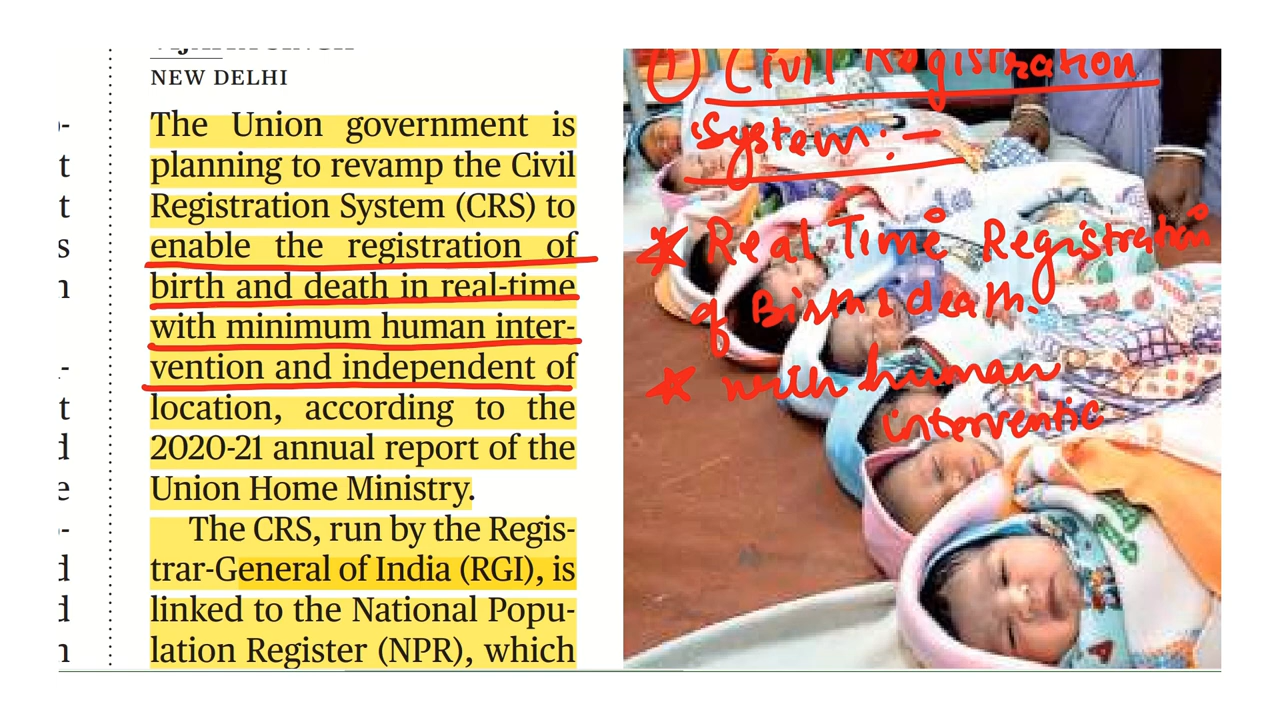 NEW DELHI
The Union government is
planning to revamp the Civil
Registration System (CRS) to
enable the registration of
birth and death in real-time
with minimum human inter-
vention and independent of
location, according to the
2020-21 annual report of the
Union Home Ministry.
The CRS, run by the Regis-
trar-General of India (RGI), is
linked to the National Popu-
lation Register (NPR), which
① Civil Registration
System:-
* Real Time Registration
of Birth & death.
* with human
interventic